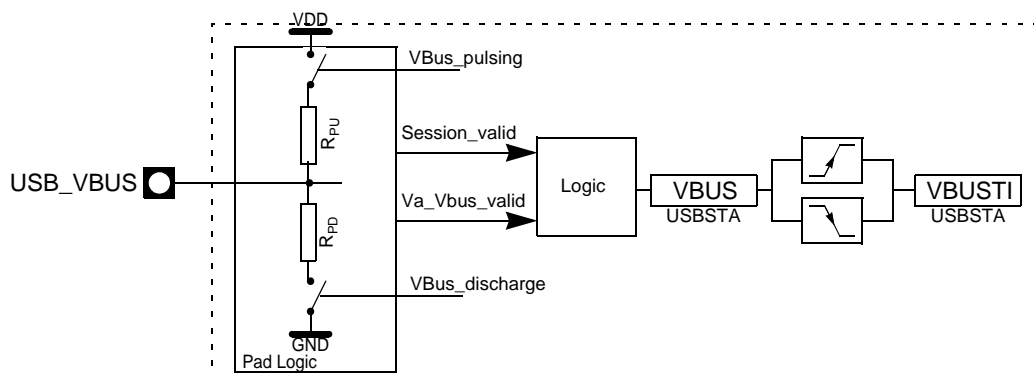 VDD
VBus_pulsing
RPU
Session_valid
USB_VBUS
Logic
VBUS
VBUSTI
USBSTA
USBSTA
Va_Vbus_valid
RPD
VBus_discharge
GND
Pad Logic